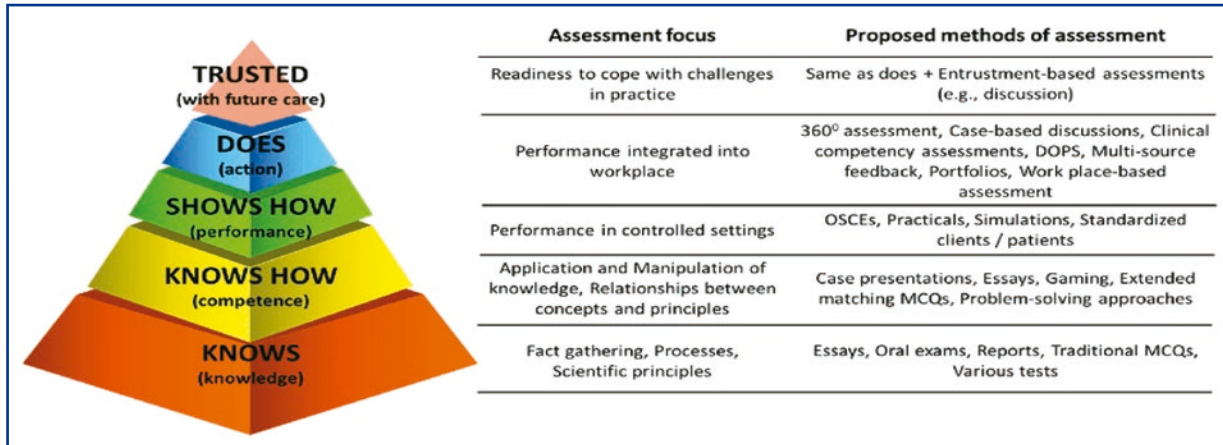 Assessment focus
Proposed methods of assessment
TRUSTED
(with future care)
Readiness to cope with challenges
in practice
Same as does + Entrustment-based assessments
(e.g., discussion)
DOES
(action)
Performance integrated into
workplace
360⁰ assessment, Case-based discussions, Clinical
competency assessments, DOPS, Multi-source
feedback, Portfolios, Work place-based
assessment
SHOWS HOW
(performance)
Performance in controlled settings
OSCEs, Practicals, Simulations, Standardized
clients / patients
KNOWS HOW
(competence)
Application and Manipulation of
knowledge, Relationships between
concepts and principles
Case presentations, Essays, Gaming, Extended
matching MCQs, Problem-solving approaches
KNOWS
(knowledge)
Fact gathering, Processes,
Scientific principles
Essays, Oral exams, Reports, Traditional MCQs,
Various tests